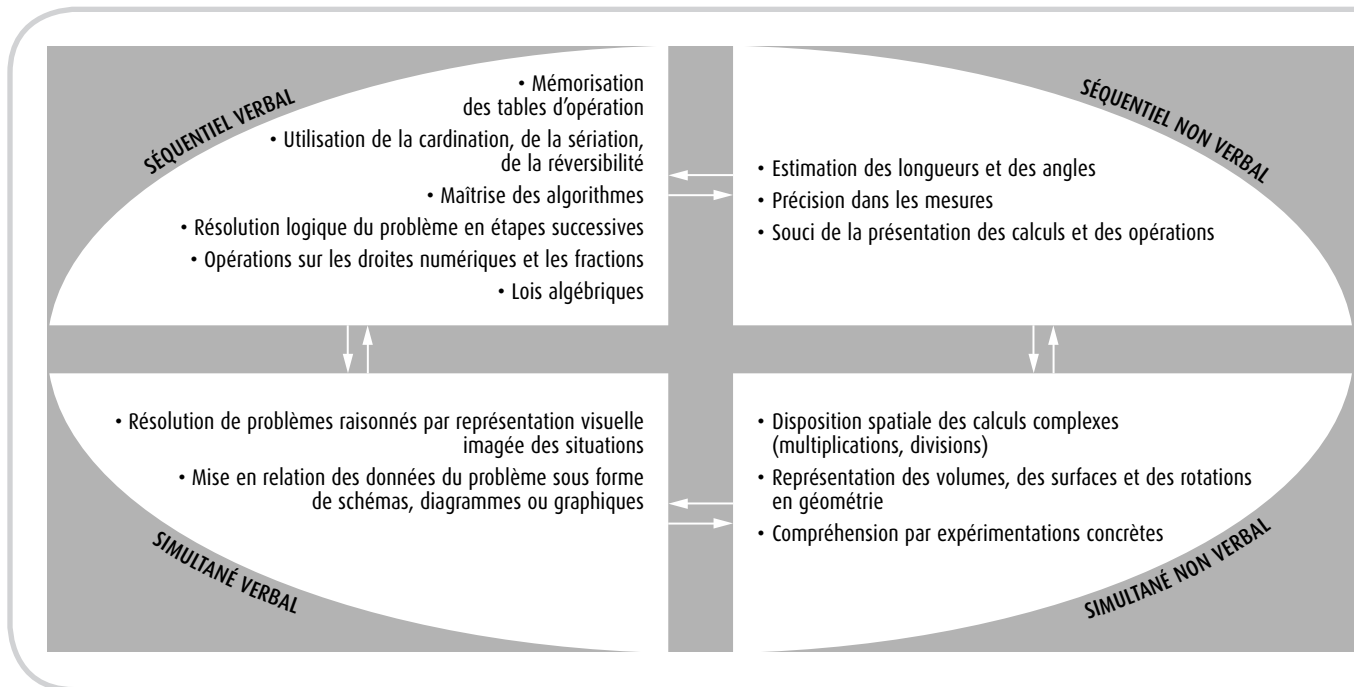 SÉQUENTIEL VERBAL
• Mémorisation
des tables d'opération
• Utilisation de la cardination, de la sériation,
de la réversibilité
• Maîtrise des algorithmes
• Résolution logique du problème en étapes successives
• Opérations sur les droites numériques et les fractions
• Lois algébriques
SÉQUENTIEL NON VERBAL
• Estimation des longueurs et des angles
• Précision dans les mesures
• Souci de la présentation des calculs et des opérations
• Résolution de problèmes raisonnés par représentation visuelle
imagée des situations
• Mise en relation des données du problème sous forme
de schémas, diagrammes ou graphiques
SIMULTANÉ VERBAL
• Disposition spatiale des calculs complexes
(multiplications, divisions)
• Représentation des volumes, des surfaces et des rotations
en géométrie
• Compréhension par expérimentations concrètes
SIMULTANÉ NON VERBAL